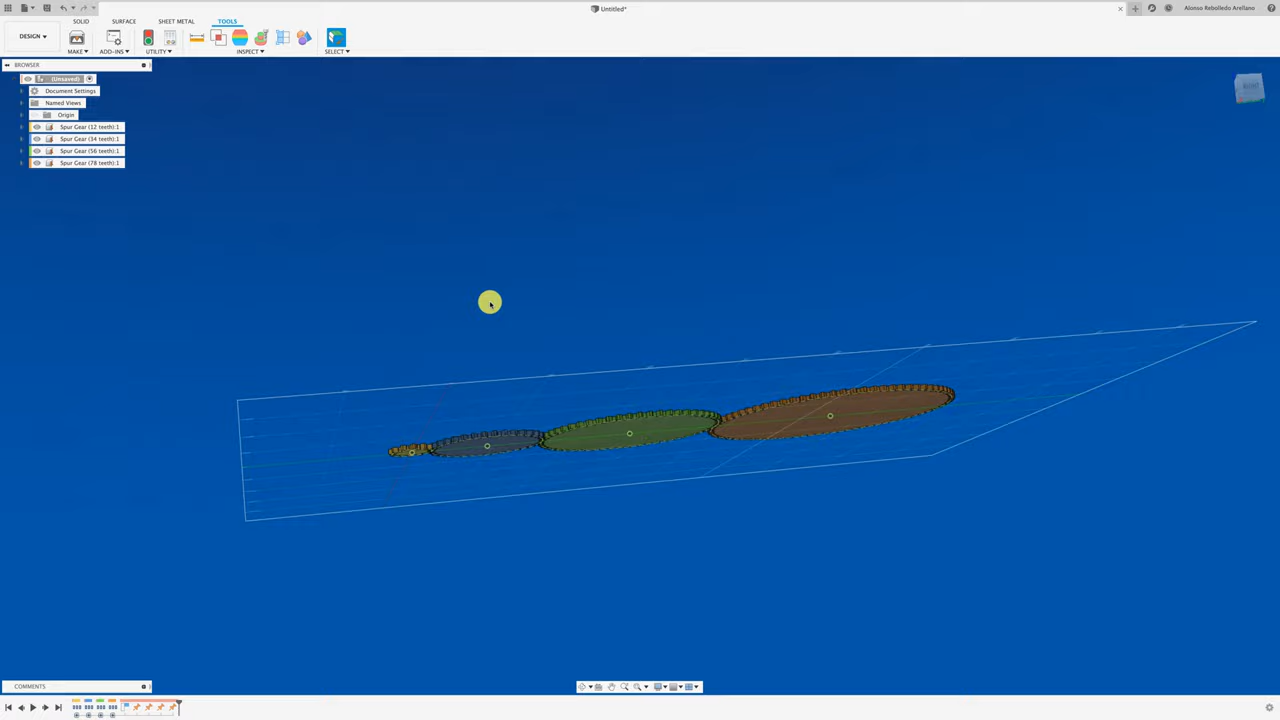 Untitled*
Alonso Rebolledo Arellano
SOLID SURFACE SHEET METAL TOOLS
DESIGN
MAKE ADD-INS UTILITY INSPECT SELECT
BROWSER
(Unsaved)
Document Settings
Named Views
Origin
Spur Gear (12 teeth):1
Spur Gear (34 teeth):1
Spur Gear (56 teeth):1
Spur Gear (78 teeth):1
RIGHT
COMMENTS